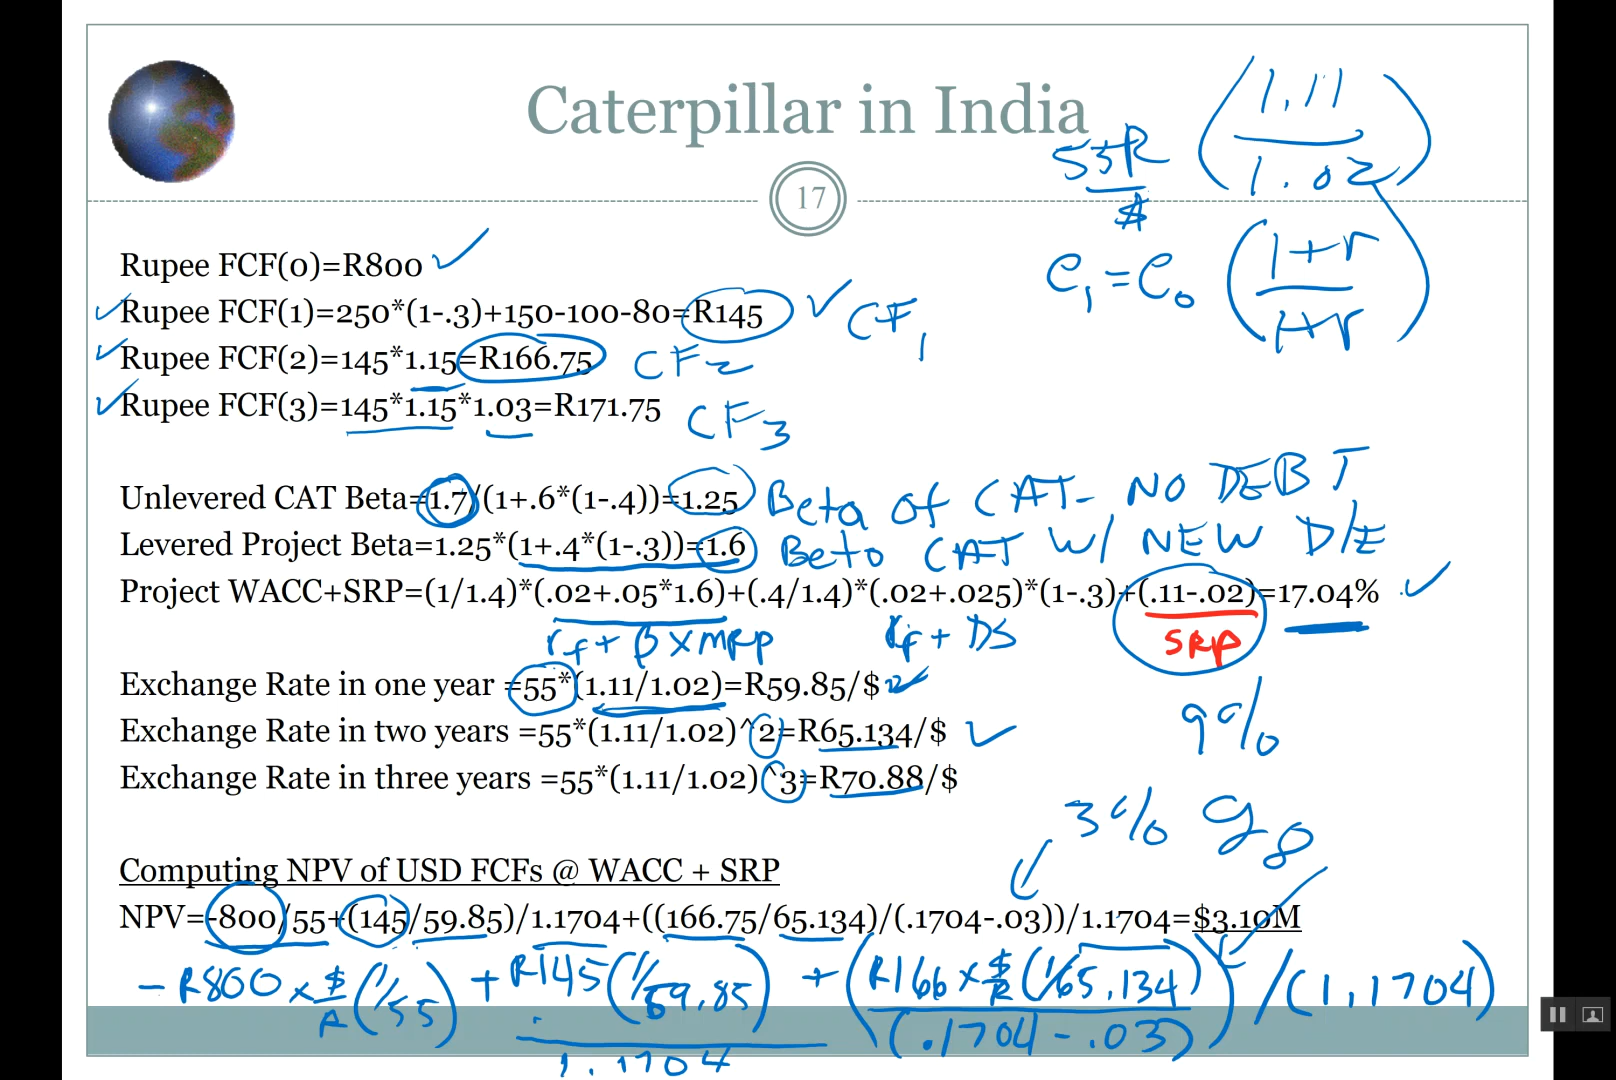 Caterpillar in India
55R/$ (1.11/1.02)
17
e₁ = e₀ (1+r/1+r)
Rupee FCF(0)=R800
Rupee FCF(1)=250*(1-.3)+150-100-80=R145 CF₁
Rupee FCF(2)=145*1.15=R166.75 CF₂
Rupee FCF(3)=145*1.15*1.03=R171.75 CF₃
Unlevered CAT Beta=1.7/(1+.6*(1-.4))=1.25 Beta of CAT- NO DEBT
Levered Project Beta=1.25*(1+.4*(1-.3))=1.6 Beta CAT W/ NEW D/E
Project WACC+SRP=(1/1.4)*(.02+.05*1.6)+(.4/1.4)*(.02+.025)*(1-.3)+(.11-.02)=17.04%
rf + β x MRP rf + DS SRP
Exchange Rate in one year =55*(1.11/1.02)=R59.85/$
9%
Exchange Rate in two years =55*(1.11/1.02)^2=R65.134/$
Exchange Rate in three years =55*(1.11/1.02)^3=R70.88/$
3% g
Computing NPV of USD FCFs @ WACC + SRP
NPV=-800/55+(145/59.85)/1.1704+((166.75/65.134)/(.1704-.03))/1.1704=$3.10M
- R800 x $/R (1/55) + R145 (1/59.85) / 1.1704 + (R166 x $/R (1/65.134) / (.1704 - .03)) / (1.1704)